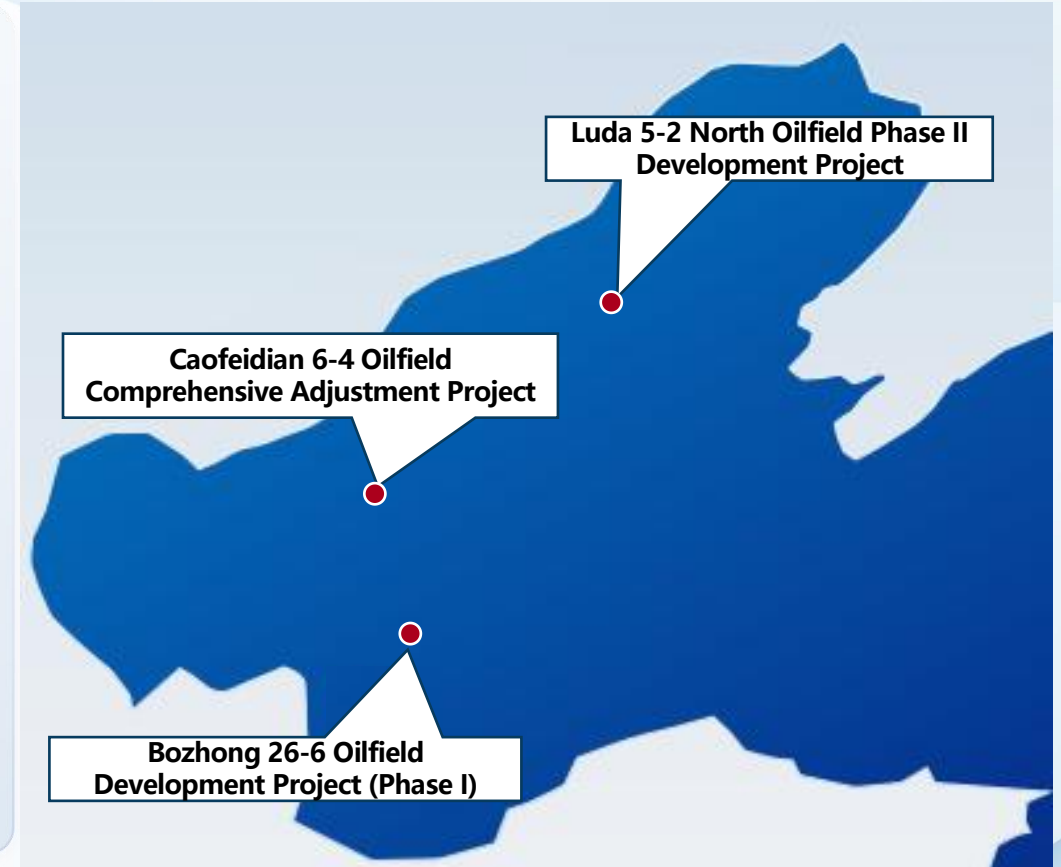 Luda 5-2 North Oilfield Phase II
Development Project
Caofeidian 6-4 Oilfield
Comprehensive Adjustment Project
Bozhong 26-6 Oilfield
Development Project (Phase I)